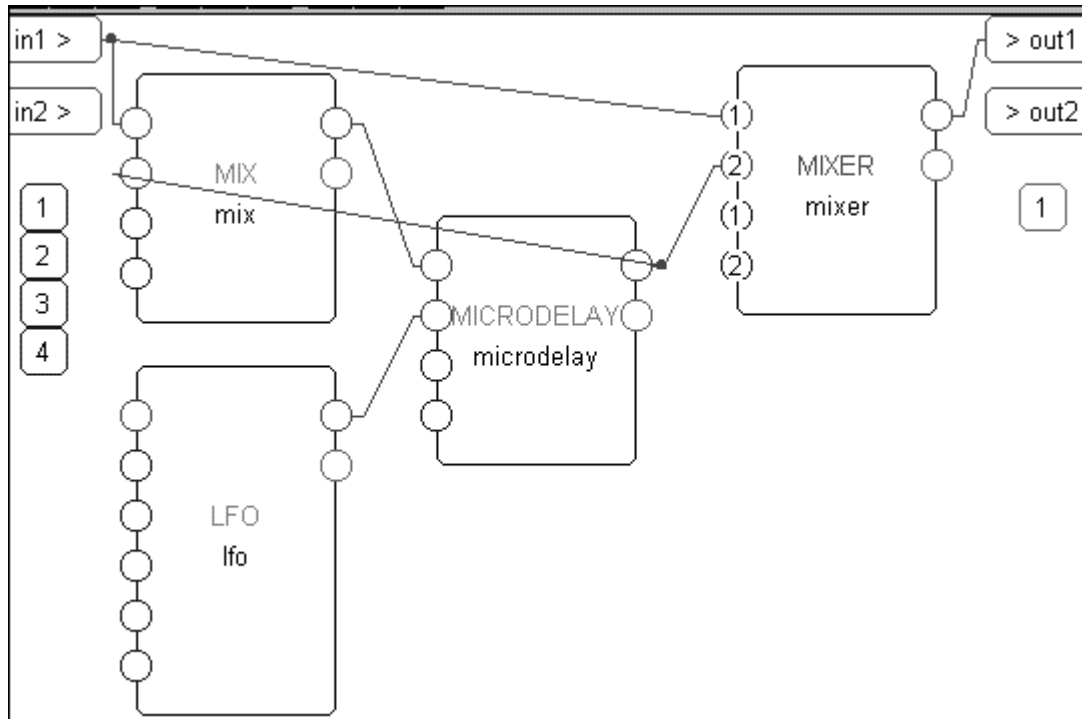 in1 >
> out1
in2 >
> out2
MIX
mix
1
2
3
4
1
2
1
2
MIXER
mixer
1
MICRODELAY
microdelay
LFO
lfo